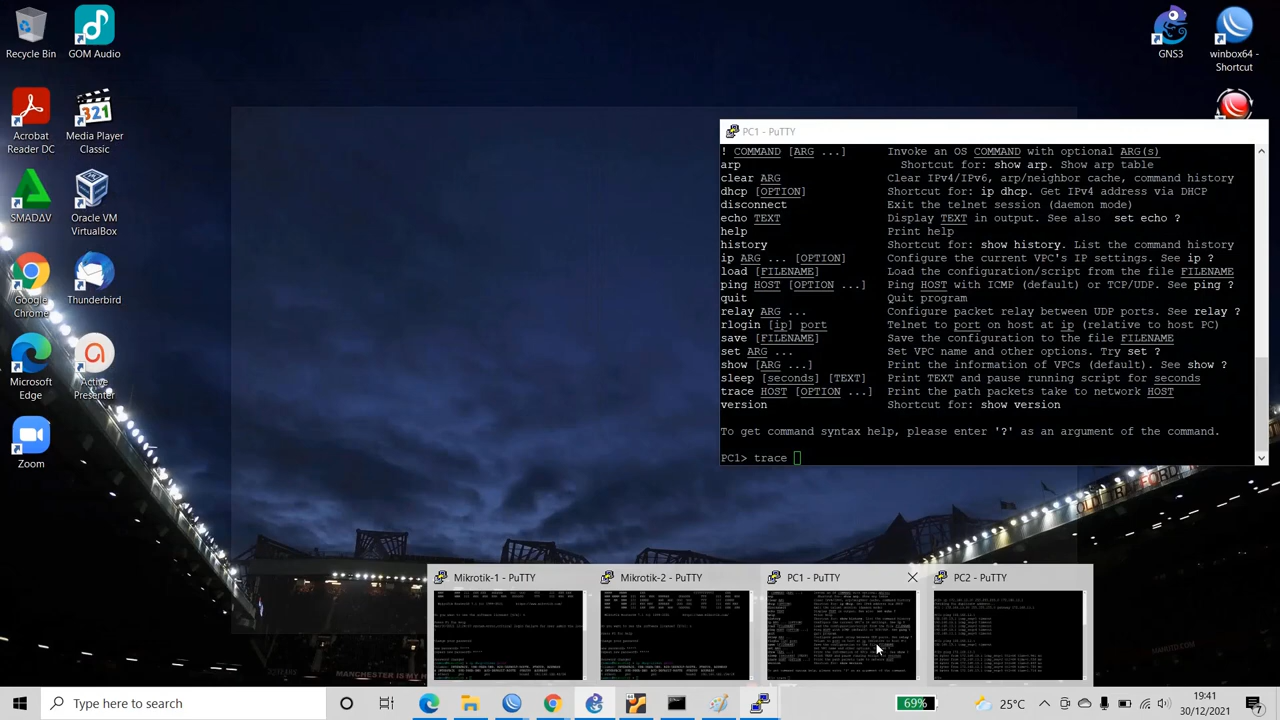 Recycle Bin
GOM Audio
GNS3
winbox64 -
Shortcut
Acrobat
Reader DC
Media Player
Classic
SMADΔV
Oracle VM
VirtualBox
Google
Chrome
Thunderbird
Microsoft
Edge
Active
Presenter
Zoom
PC1 - PuTTY
! COMMAND [ARG ...] Invoke an OS COMMAND with optional ARG(s)
arp Shortcut for: show arp. Show arp table
clear ARG Clear IPv4/IPv6, arp/neighbor cache, command history
dhcp [OPTION] Shortcut for: ip dhcp. Get IPv4 address via DHCP
disconnect Exit the telnet session (daemon mode)
echo TEXT Display TEXT in output. See also set echo ?
help Print help
history Shortcut for: show history. List the command history
ip ARG ... [OPTION] Configure the current VPC's IP settings. See ip ?
load [FILENAME] Load the configuration/script from the file FILENAME
ping HOST [OPTION ...] Ping HOST with ICMP (default) or TCP/UDP. See ping ?
quit Quit program
relay ARG ... Configure packet relay between UDP ports. See relay ?
rlogin [ip] port Telnet to port on host at ip (relative to host PC)
save [FILENAME] Save the configuration to the file FILENAME
set ARG ... Set VPC name and other options. Try set ?
show [ARG ...] Print the information of VPCs (default). See show ?
sleep [seconds] [TEXT] Print TEXT and pause running script for seconds
trace HOST [OPTION ...] Print the path packets take to network HOST
version Shortcut for: show version
To get command syntax help, please enter '?' as an argument of the command.
PC1> trace
Mikrotik-1 - PuTTY
Mikrotik-2 - PuTTY
PC1 - PuTTY
PC2 - PuTTY
Type here to search
69%
25°C
19:41
30/12/2021
7